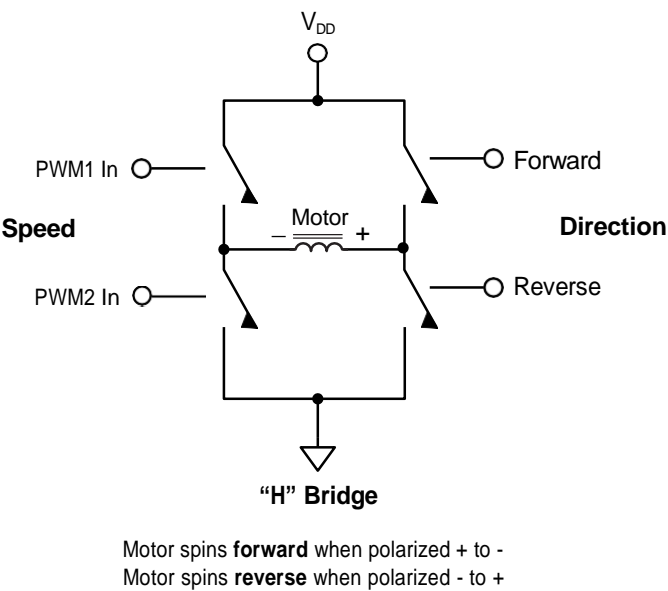 VDD
PWM1 In
Forward
Speed
– Motor +
Direction
PWM2 In
Reverse
“H” Bridge
Motor spins forward when polarized + to -
Motor spins reverse when polarized - to +